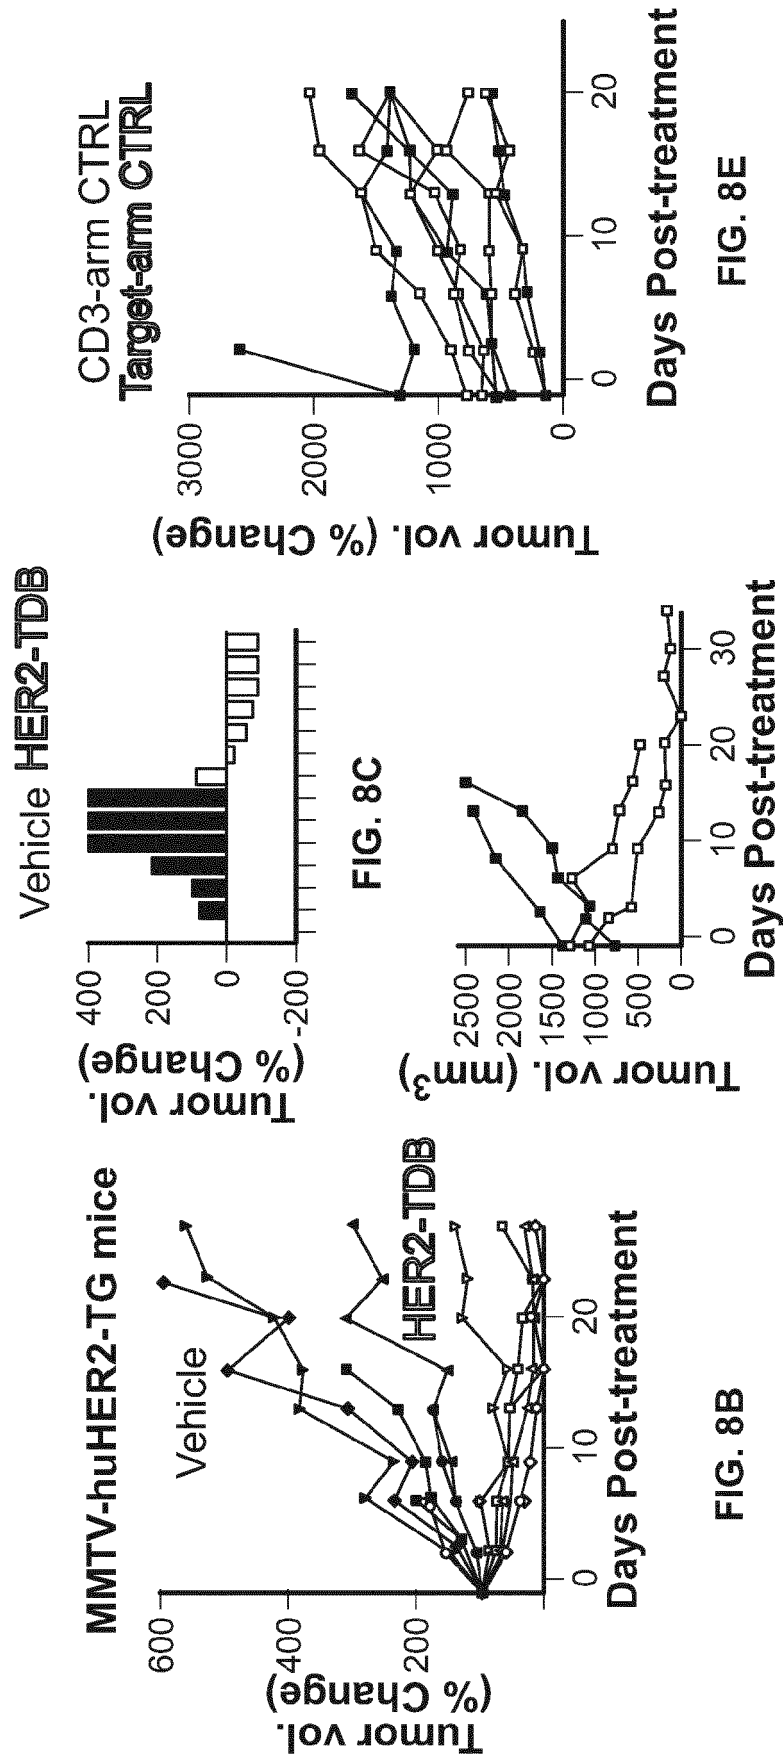 MMTV-huHER2-TG mice
Tumor vol.
(% Change)
600
400
200
Vehicle
HER2-TDB
0
10
20
Days Post-treatment
FIG. 8B
Vehicle HER2-TDB
Tumor vol.
(% Change)
400
200
0
-200
FIG. 8C
Tumor vol. (mm³)
2500
2000
1500
1000
500
0
0
10
20
30
Days Post-treatment
CD3-arm CTRL
Target-arm CTRL
Tumor vol. (% Change)
3000
2000
1000
0
0
10
20
Days Post-treatment
FIG. 8E